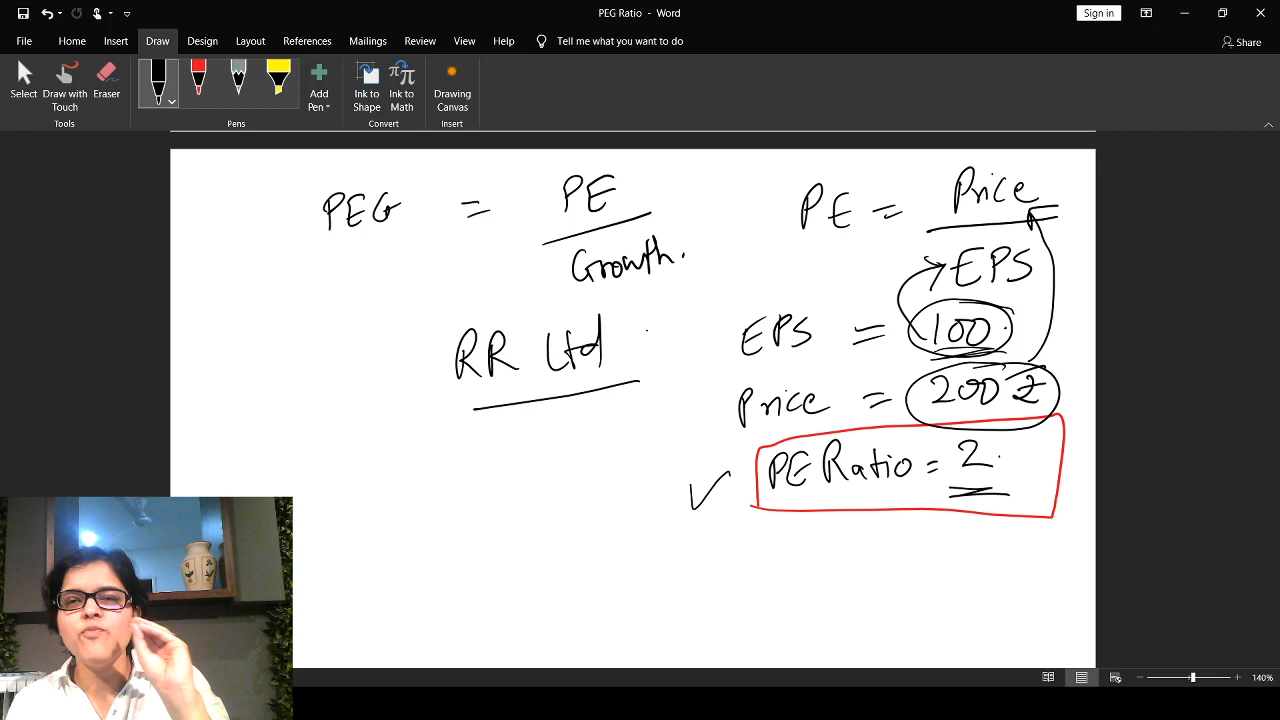 PEG Ratio - Word
Sign in
File Home Insert Draw Design Layout References Mailings Review View Help Tell me what you want to do
Share
Select
Draw with Touch
Eraser
Add Pen
Ink to Shape
Ink to Math
Drawing Canvas
Tools
Pens
Convert
Insert
PEG = PE
Growth.
PE = Price
EPS
RR Ltd
EPS = 100
Price = 200
PE Ratio = 2
140%